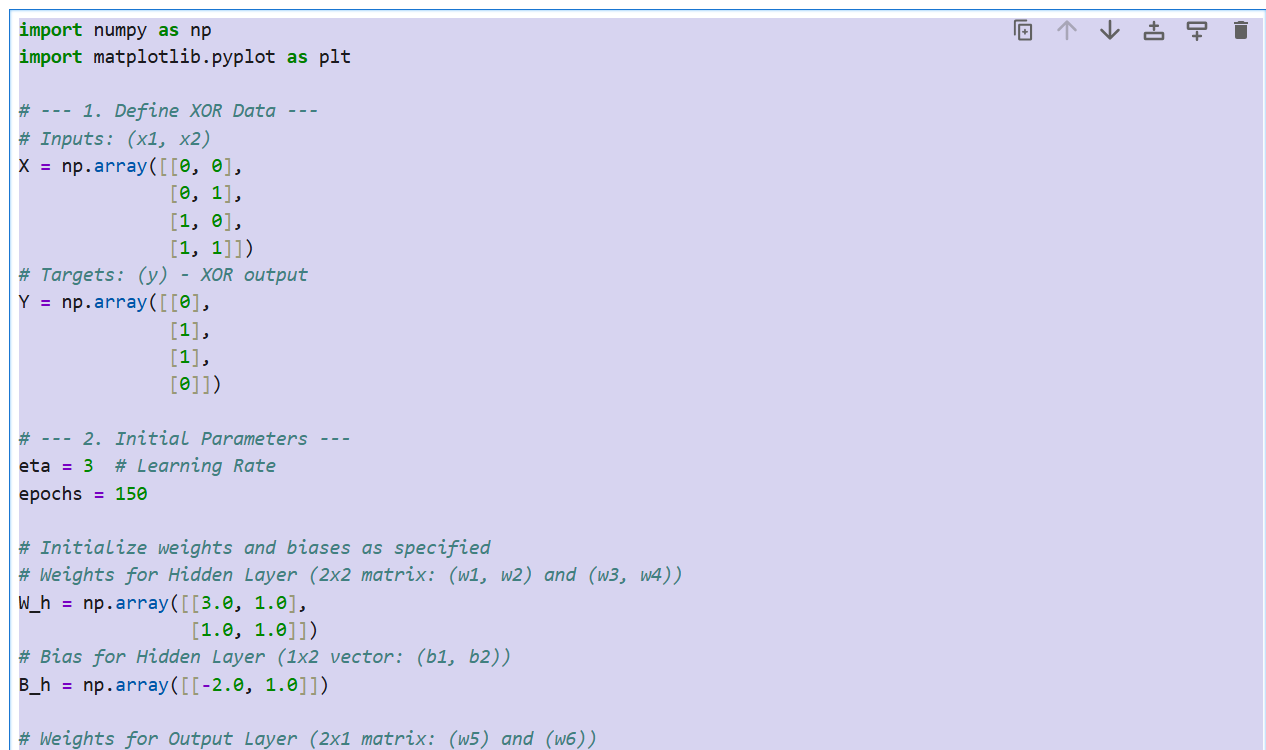 import numpy as np
import matplotlib.pyplot as plt

# --- 1. Define XOR Data ---
# Inputs: (x1, x2)
X = np.array([[0, 0],
              [0, 1],
              [1, 0],
              [1, 1]])
# Targets: (y) - XOR output
Y = np.array([[0],
              [1],
              [1],
              [0]])

# --- 2. Initial Parameters ---
eta = 3  # Learning Rate
epochs = 150

# Initialize weights and biases as specified
# Weights for Hidden Layer (2x2 matrix: (w1, w2) and (w3, w4))
W_h = np.array([[3.0, 1.0],
                [1.0, 1.0]])
# Bias for Hidden Layer (1x2 vector: (b1, b2))
B_h = np.array([[-2.0, 1.0]])

# Weights for Output Layer (2x1 matrix: (w5) and (w6))